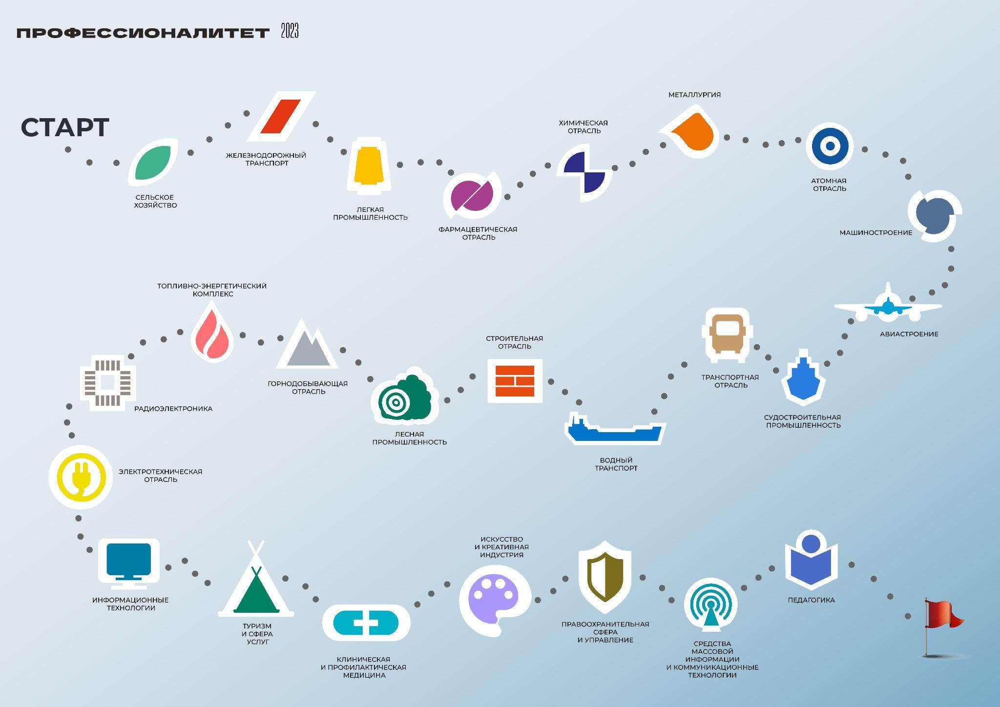 ПРОФЕССИОНАЛИТЕТ 2023
СТАРТ
СЕЛЬСКОЕ
ХОЗЯЙСТВО
ЖЕЛЕЗНОДОРОЖНЫЙ
ТРАНСПОРТ
ЛЕГКАЯ
ПРОМЫШЛЕННОСТЬ
ФАРМАЦЕВТИЧЕСКАЯ
ОТРАСЛЬ
ХИМИЧЕСКАЯ
ОТРАСЛЬ
МЕТАЛЛУРГИЯ
АТОМНАЯ
ОТРАСЛЬ
МАШИНОСТРОЕНИЕ
АВИАСТРОЕНИЕ
СУДОСТРОИТЕЛЬНАЯ
ПРОМЫШЛЕННОСТЬ
ТРАНСПОРТНАЯ
ОТРАСЛЬ
ВОДНЫЙ
ТРАНСПОРТ
СТРОИТЕЛЬНАЯ
ОТРАСЛЬ
ЛЕСНАЯ
ПРОМЫШЛЕННОСТЬ
ГОРНОДОБЫВАЮЩАЯ
ОТРАСЛЬ
ТОПЛИВНО-ЭНЕРГЕТИЧЕСКИЙ
КОМПЛЕКС
РАДИОЭЛЕКТРОНИКА
ЭЛЕКТРОТЕХНИЧЕСКАЯ
ОТРАСЛЬ
ИНФОРМАЦИОННЫЕ
ТЕХНОЛОГИИ
ТУРИЗМ
И СФЕРА
УСЛУГ
КЛИНИЧЕСКАЯ
И ПРОФИЛАКТИЧЕСКАЯ
МЕДИЦИНА
ИСКУССТВО
И КРЕАТИВНАЯ
ИНДУСТРИЯ
ПРАВООХРАНИТЕЛЬНАЯ
СФЕРА
И УПРАВЛЕНИЕ
СРЕДСТВА
МАССОВОЙ
ИНФОРМАЦИИ
И КОММУНИКАЦИОННЫЕ
ТЕХНОЛОГИИ
ПЕДАГОГИКА